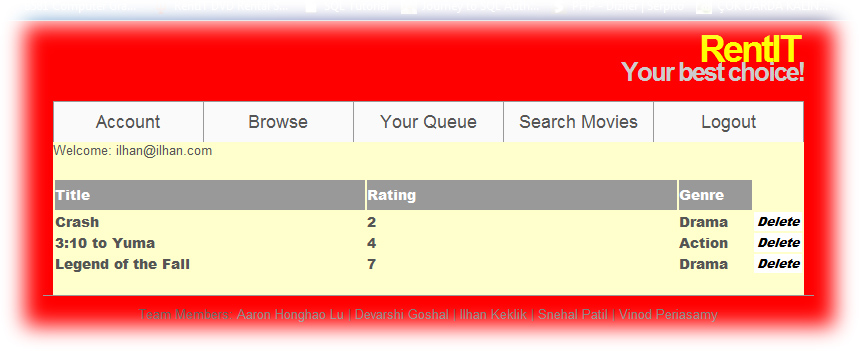 RentIT
Your best choice!
Account Browse Your Queue Search Movies Logout
Welcome: ilhan@ilhan.com
Title Rating Genre
Crash 2 Drama Delete
3:10 to Yuma 4 Action Delete
Legend of the Fall 7 Drama Delete
Team Members: Aaron Honghao Lu | Devarshi Goshal | Ilhan Keklik | Snehal Patil | Vinod Periasamy